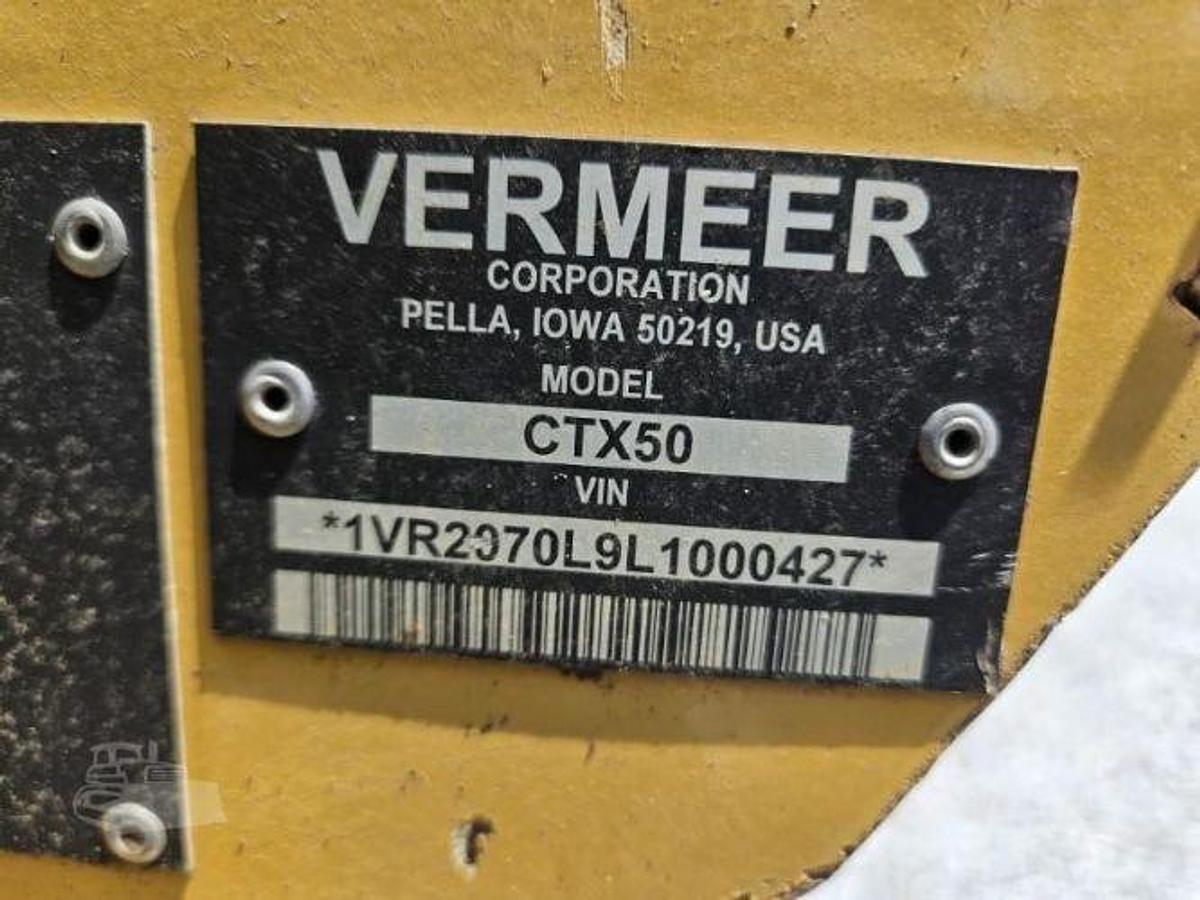 VERMEER
CORPORATION
PELLA, IOWA 50219, USA
MODEL
CTX50
VIN
*1VR2070L9L1000427*